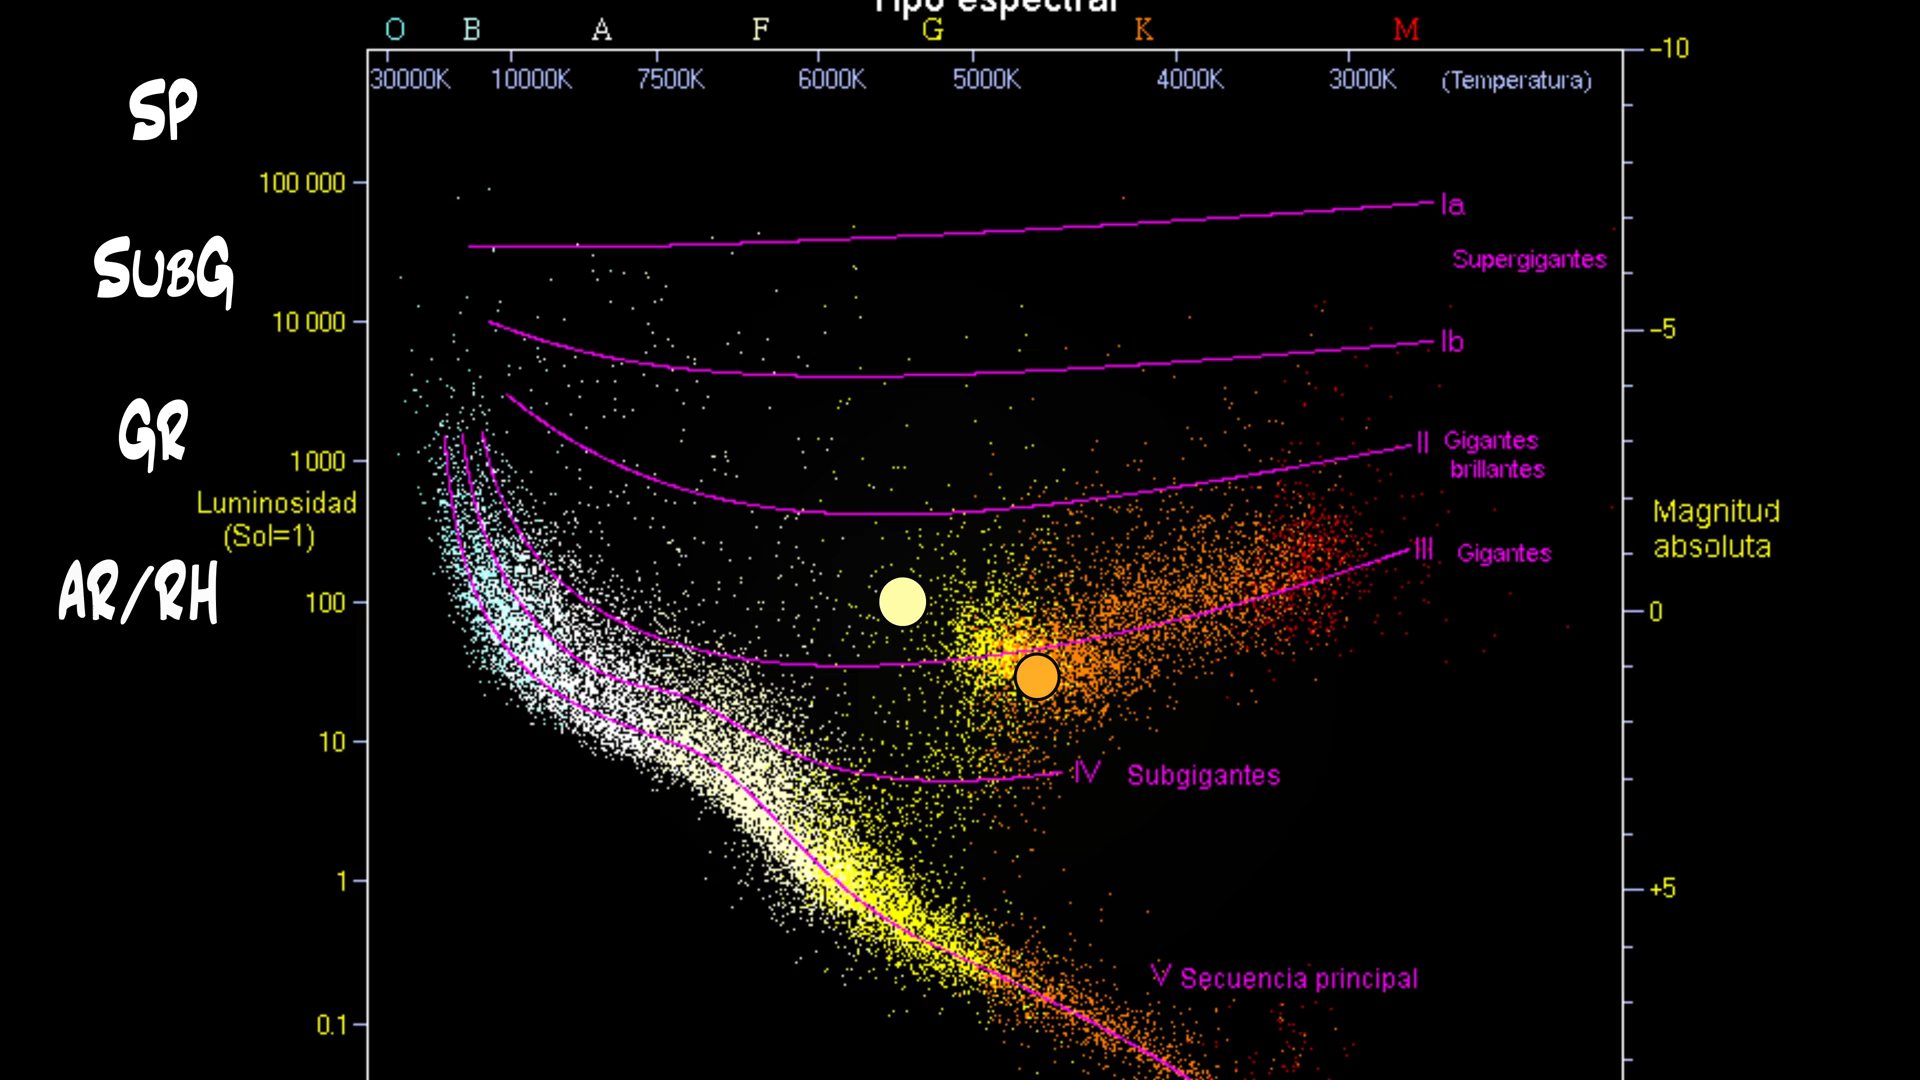 Tipo espectral
O B A F G K M
30000K 10000K 7500K 6000K 5000K 4000K 3000K (Temperatura)
-10
SP
100 000
Ia
SUBG
Supergigantes
10 000
-5
Ib
GR
II Gigantes
brillantes
1 000
Luminosidad
(Sol=1)
Magnitud
absoluta
III Gigantes
AR/RH
100
0
10
IV Subgigantes
1
+5
V Secuencia principal
0.1